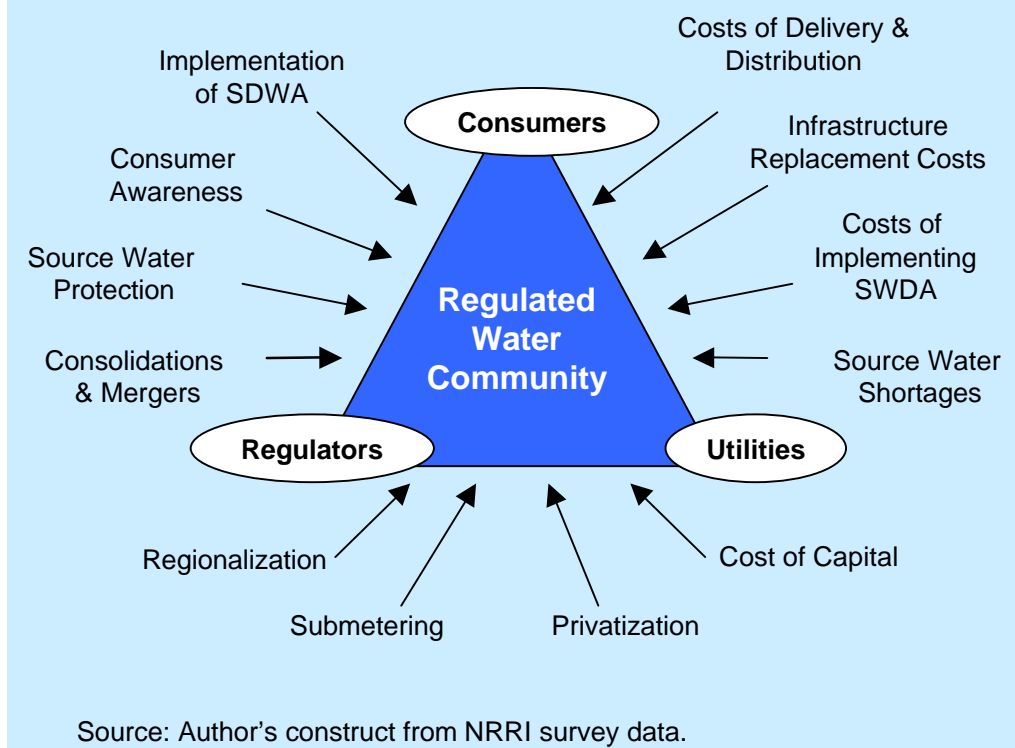 Costs of Delivery &
Distribution
Implementation
of SDWA
Consumers
Infrastructure
Replacement Costs
Consumer
Awareness
Costs of
Implementing
SWDA
Source Water
Protection
Regulated
Water
Community
Consolidations
& Mergers
Source Water
Shortages
Regulators
Utilities
Regionalization
Cost of Capital
Submetering
Privatization
Source: Author's construct from NRRI survey data.